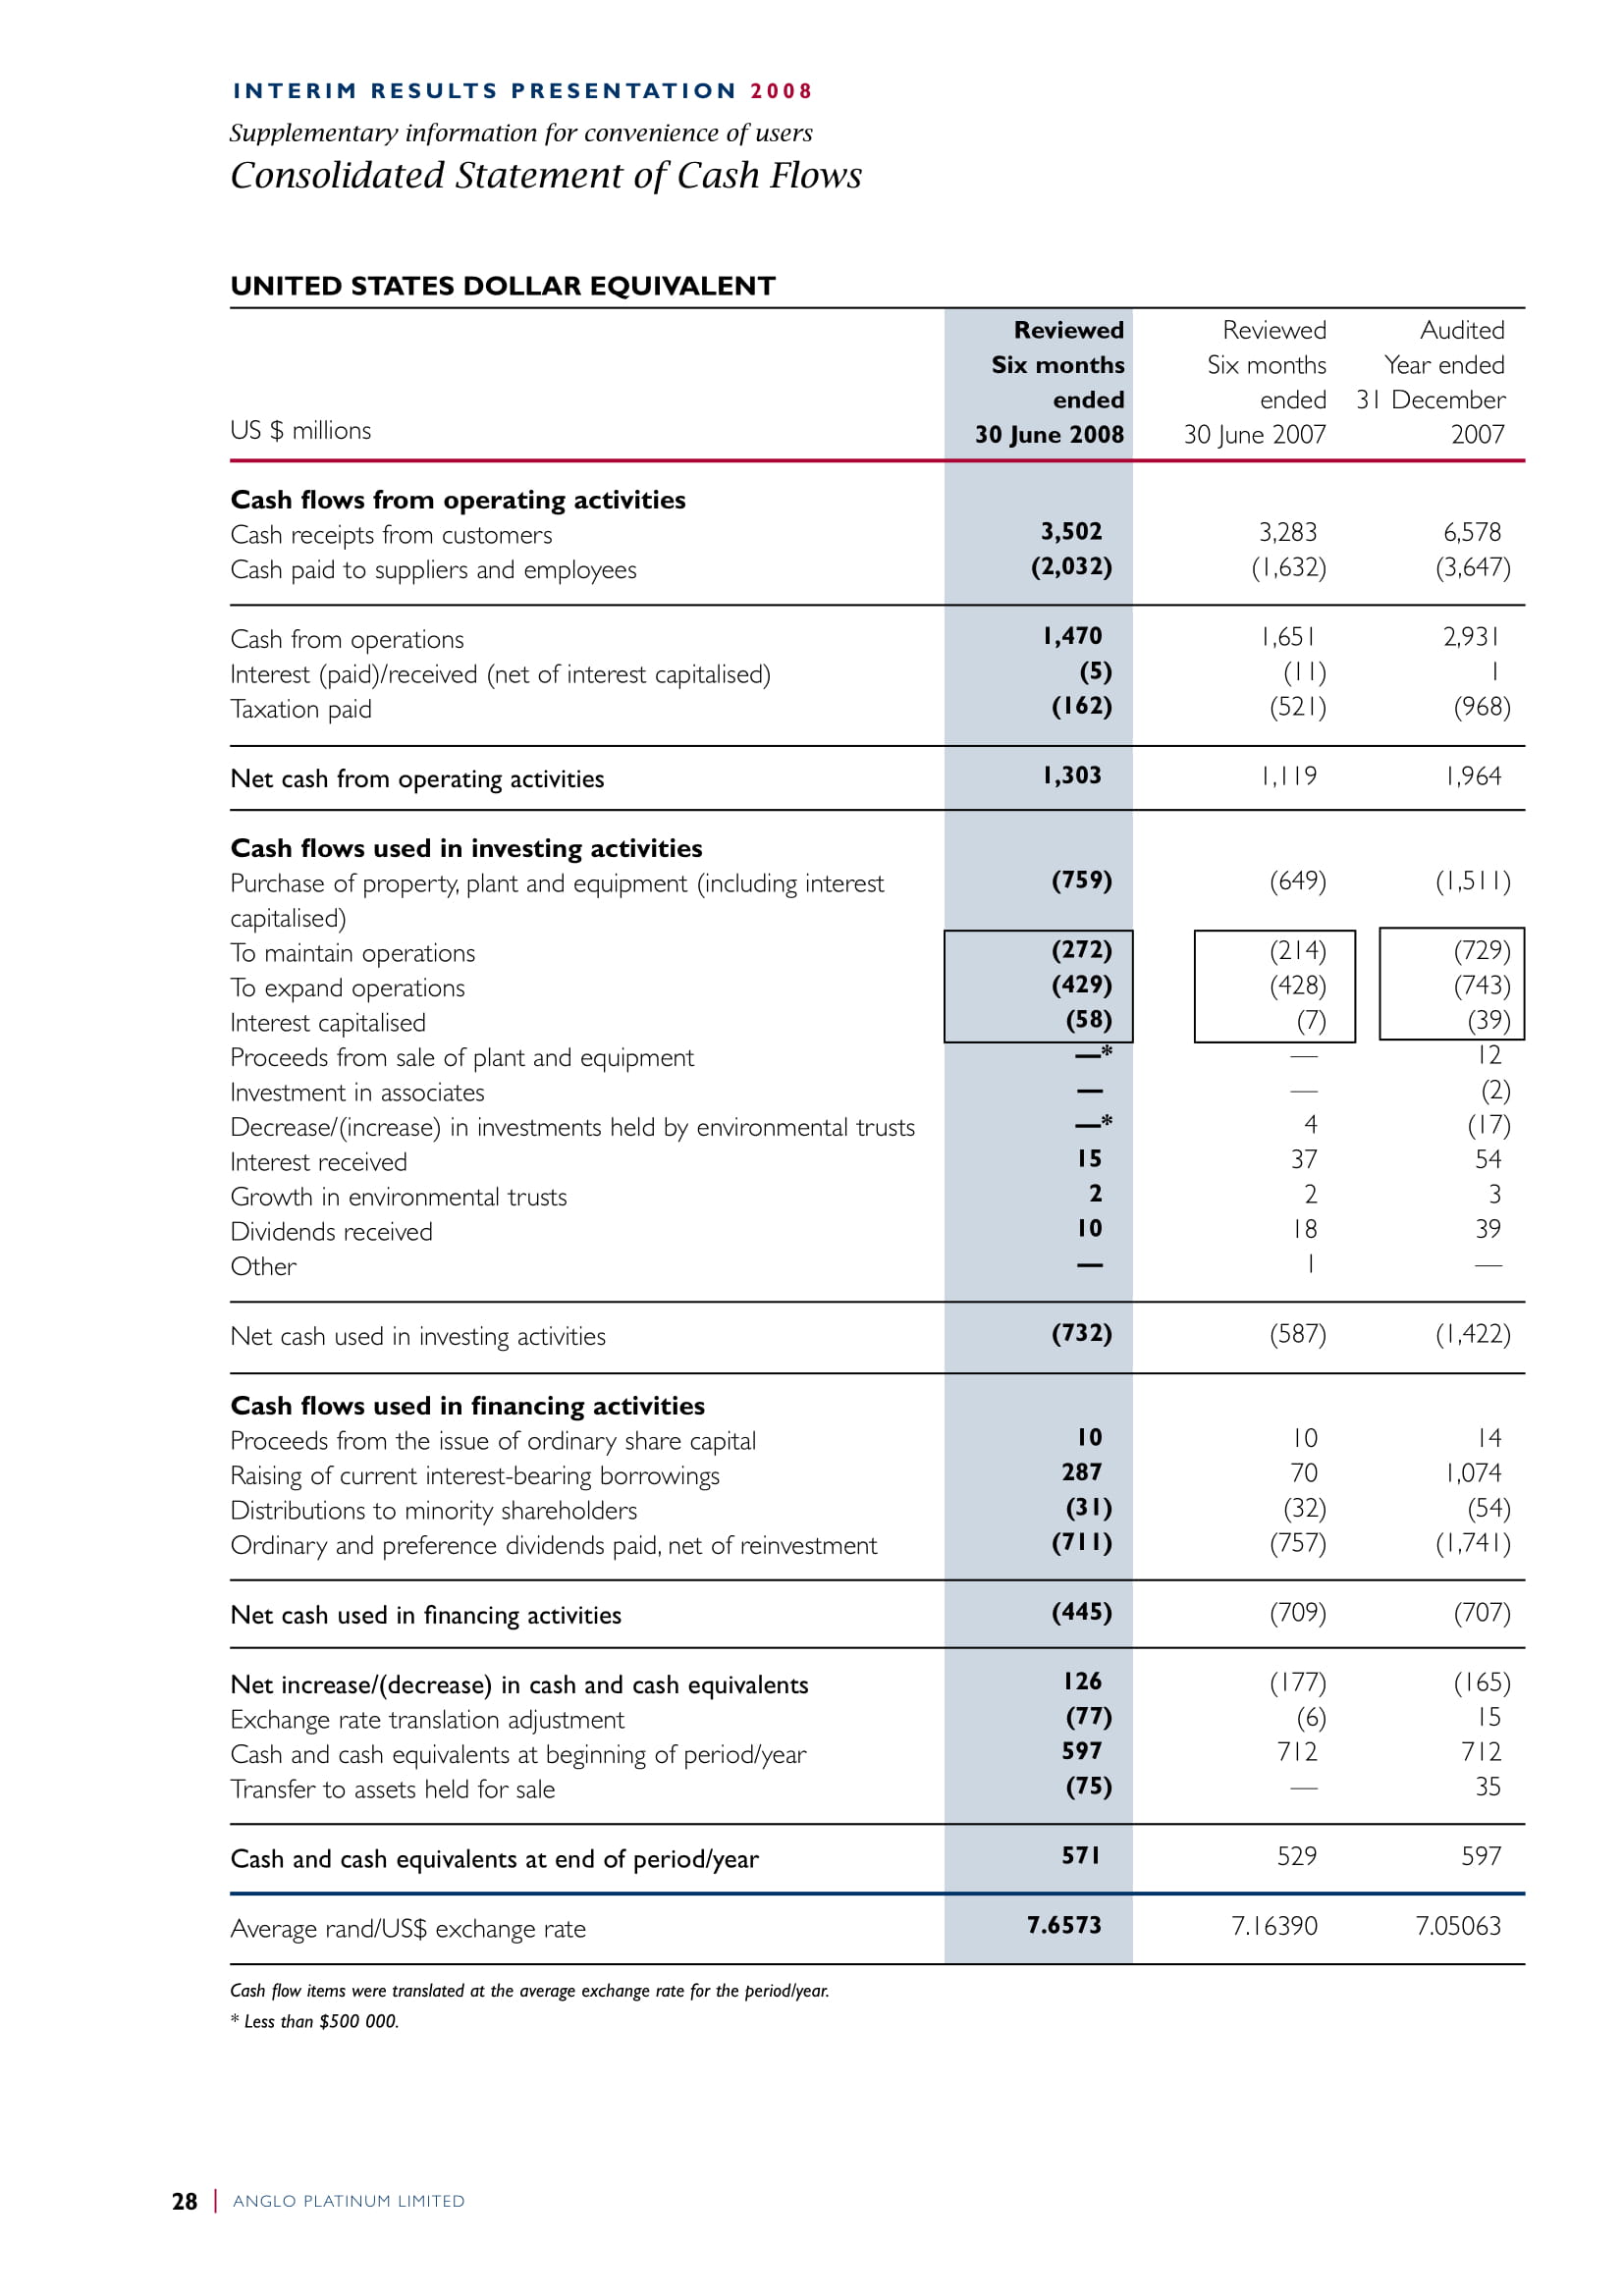 INTERIM RESULTS PRESENTATION 2008
Supplementary information for convenience of users
Consolidated Statement of Cash Flows
UNITED STATES DOLLAR EQUIVALENT
Reviewed Reviewed Audited
Six months Six months Year ended
ended ended 31 December
US $ millions 30 June 2008 30 June 2007 2007
Cash flows from operating activities
Cash receipts from customers 3,502 3,283 6,578
Cash paid to suppliers and employees (2,032) (1,632) (3,647)
Cash from operations 1,470 1,651 2,931
Interest (paid)/received (net of interest capitalised) (5) (11) 1
Taxation paid (162) (521) (968)
Net cash from operating activities 1,303 1,119 1,964
Cash flows used in investing activities
Purchase of property, plant and equipment (including interest (759) (649) (1,511)
capitalised)
To maintain operations (272) (214) (729)
To expand operations (429) (428) (743)
Interest capitalised (58) (7) (39)
Proceeds from sale of plant and equipment —* — 12
Investment in associates — — (2)
Decrease/(increase) in investments held by environmental trusts —* 4 (17)
Interest received 15 37 54
Growth in environmental trusts 2 2 3
Dividends received 10 18 39
Other — 1 —
Net cash used in investing activities (732) (587) (1,422)
Cash flows used in financing activities
Proceeds from the issue of ordinary share capital 10 10 14
Raising of current interest-bearing borrowings 287 70 1,074
Distributions to minority shareholders (31) (32) (54)
Ordinary and preference dividends paid, net of reinvestment (711) (757) (1,741)
Net cash used in financing activities (445) (709) (707)
Net increase/(decrease) in cash and cash equivalents 126 (177) (165)
Exchange rate translation adjustment (77) (6) 15
Cash and cash equivalents at beginning of period/year 597 712 712
Transfer to assets held for sale (75) — 35
Cash and cash equivalents at end of period/year 571 529 597
Average rand/US$ exchange rate 7.6573 7.16390 7.05063
Cash flow items were translated at the average exchange rate for the period/year.
* Less than $500 000.
28 ANGLO PLATINUM LIMITED